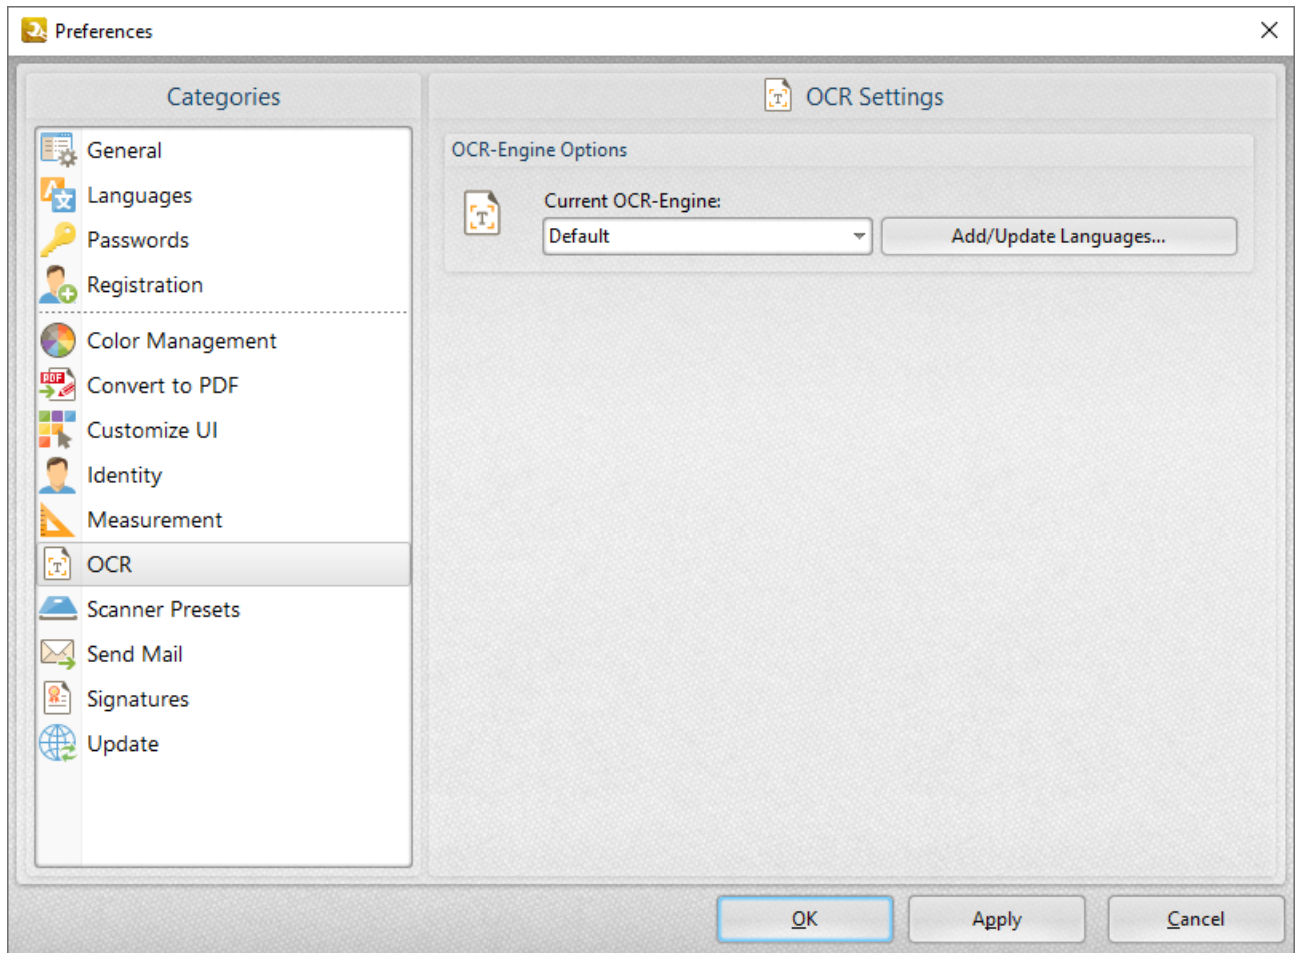 Preferences
Categories
General
Languages
Passwords
Registration
Color Management
Convert to PDF
Customize UI
Identity
Measurement
OCR
Scanner Presets
Send Mail
Signatures
Update
OCR Settings
OCR-Engine Options
Current OCR-Engine:
Default
Add/Update Languages...
OK
Apply
Cancel